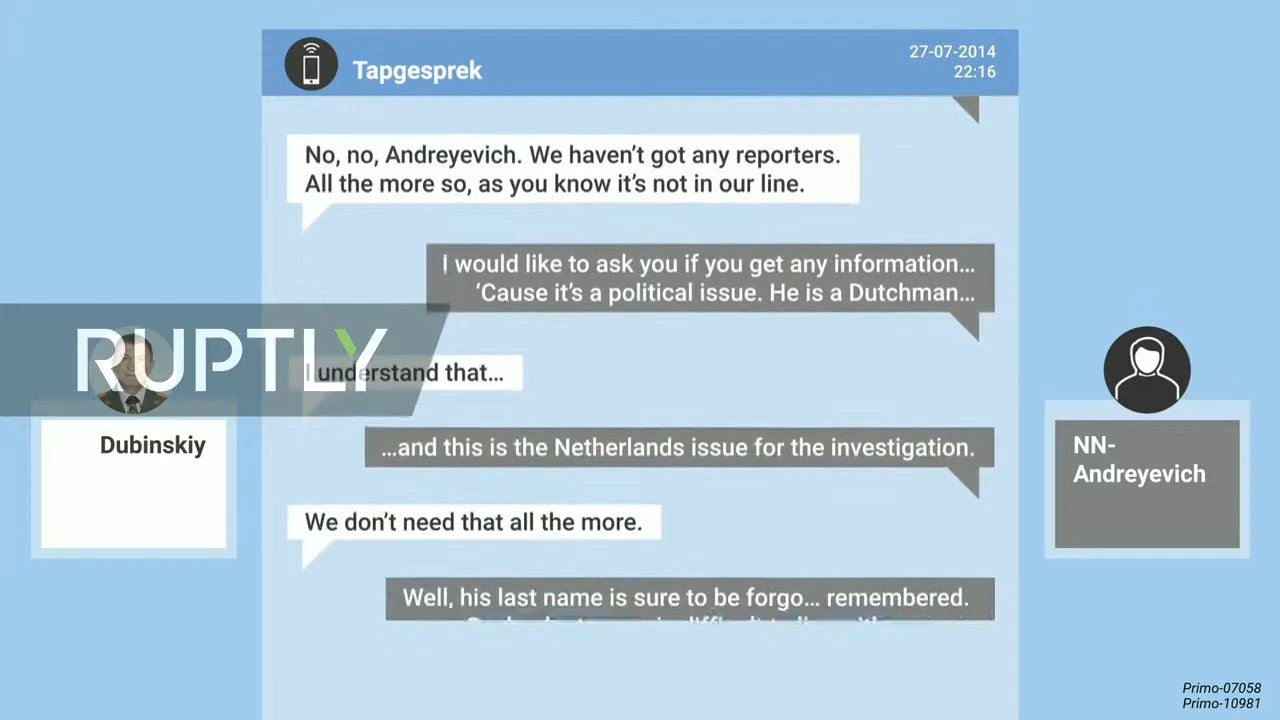 Tapgesprek
27-07-2014
22:16
No, no, Andreyevich. We haven't got any reporters.
All the more so, as you know it's not in our line.
I would like to ask you if you get any information…
'Cause it's a political issue. He is a Dutchman…
RUPTLY
I understand that…
Dubinskiy
…and this is the Netherlands issue for the investigation.
NN-
Andreyevich
We don't need that all the more.
Well, his last name is sure to be forgo… remembered.
Primo-07058
Primo-10981